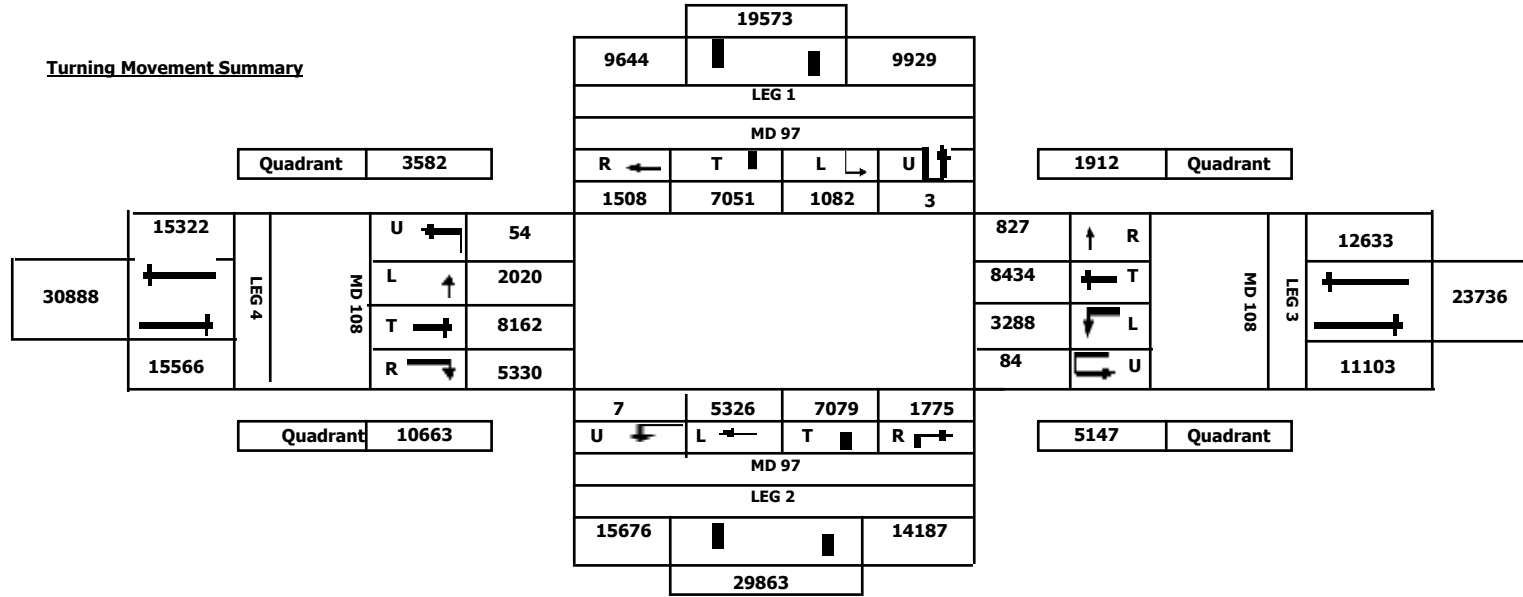 19573
Turning Movement Summary
9644 9929
LEG 1
MD 97
Quadrant 3582
R T L U
1912 Quadrant
1508 7051 1082 3
15322 U 54
827 R 12633
30888 LEG 4 MD 108 L 2020
8434 T MD 108 LEG 3 23736
T 8162
3288 L
15566 R 5330
84 U 11103
7 5326 7079 1775
Quadrant 10663
U L T R
5147 Quadrant
MD 97
LEG 2
15676 14187
29863